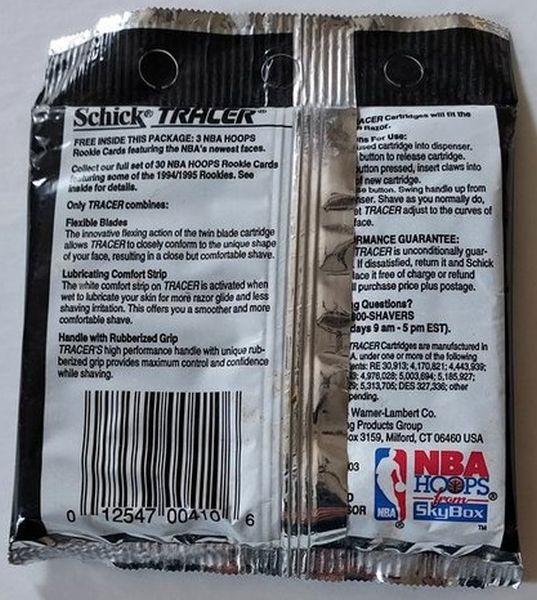 Schick® TRACER®
FREE INSIDE THIS PACKAGE: 3 NBA HOOPS
Rookie Cards featuring the NBA's newest faces.
Collect our full set of 30 NBA HOOPS Rookie Cards
featuring some of the 1994/1995 Rookies. See
inside for details.
Only TRACER combines:
Flexible Blades
The innovative flexing action of the twin blade cartridge
allows TRACER to closely conform to the unique shape
of your face, resulting in a close but comfortable shave.
Lubricating Comfort Strip
The white comfort strip on TRACER is activated when
wet to lubricate your skin for more razor glide and less
shaving irritation. This offers you a smoother and more
comfortable shave.
Handle with Rubberized Grip
TRACER'S high performance handle with unique rub-
berized grip provides maximum control and confidence
while shaving.
0 12547 00410 6
ACER Cartridges will fit the
razor.
ns For Use:
used cartridge into dispenser.
button to release cartridge.
button pressed, insert claws into
of new cartridge.
se button. Swing handle up from
enser. Shave as you normally do,
et TRACER adjust to the curves of
face.
RMANCE GUARANTEE:
TRACER is unconditionally guar-
If dissatisfied, return it and Schick
lace it free of charge or refund
ll purchase price plus postage.
ng Questions?
800-SHAVERS
days 9 am - 5 pm EST).
TRACER Cartridges are manufactured in
A. under one or more of the following
ents: RE 30,913; 4,170,821; 4,443,939;
4,976,028; 5,003,694; 5,185,927;
5,313,705; DES 327,336; other
pending.
Warner-Lambert Co.
ng Products Group
ox 3159, Milford, CT 06460 USA
03
D
SOR
NBA
NBA
HOOPS
from
SkyBox
TM